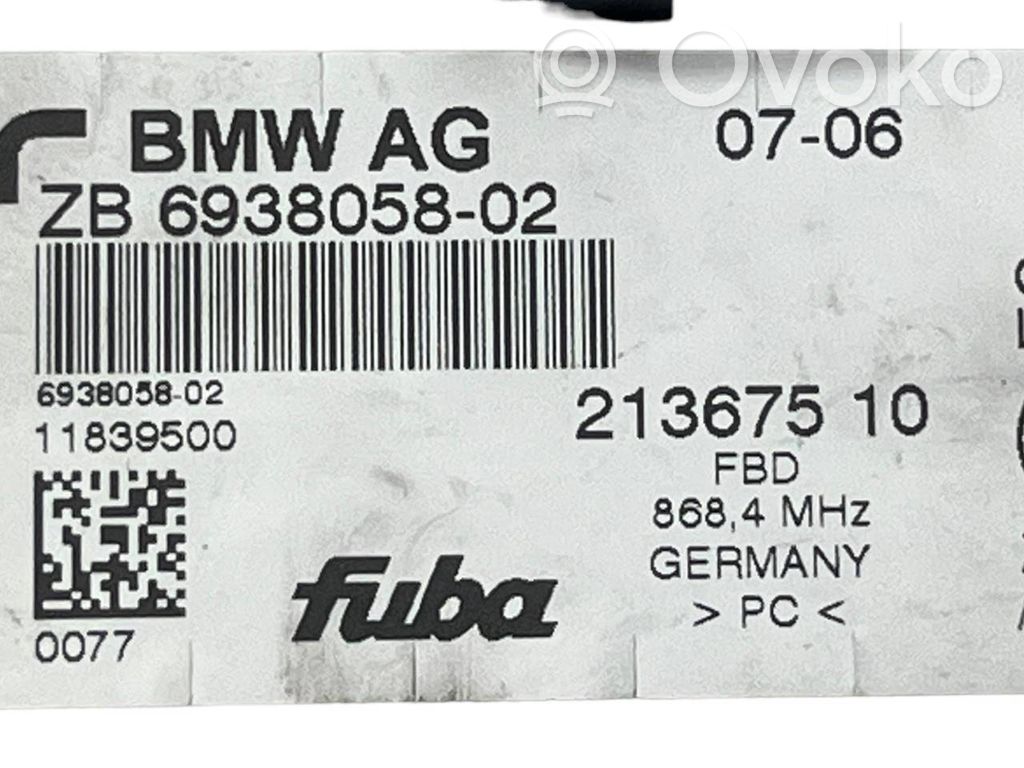 Ovoko
BMW AG 07-06
ZB 6938058-02
6938058-02
11839500
213675 10
FBD
868,4 MHz
GERMANY
> PC <
fuba
0077